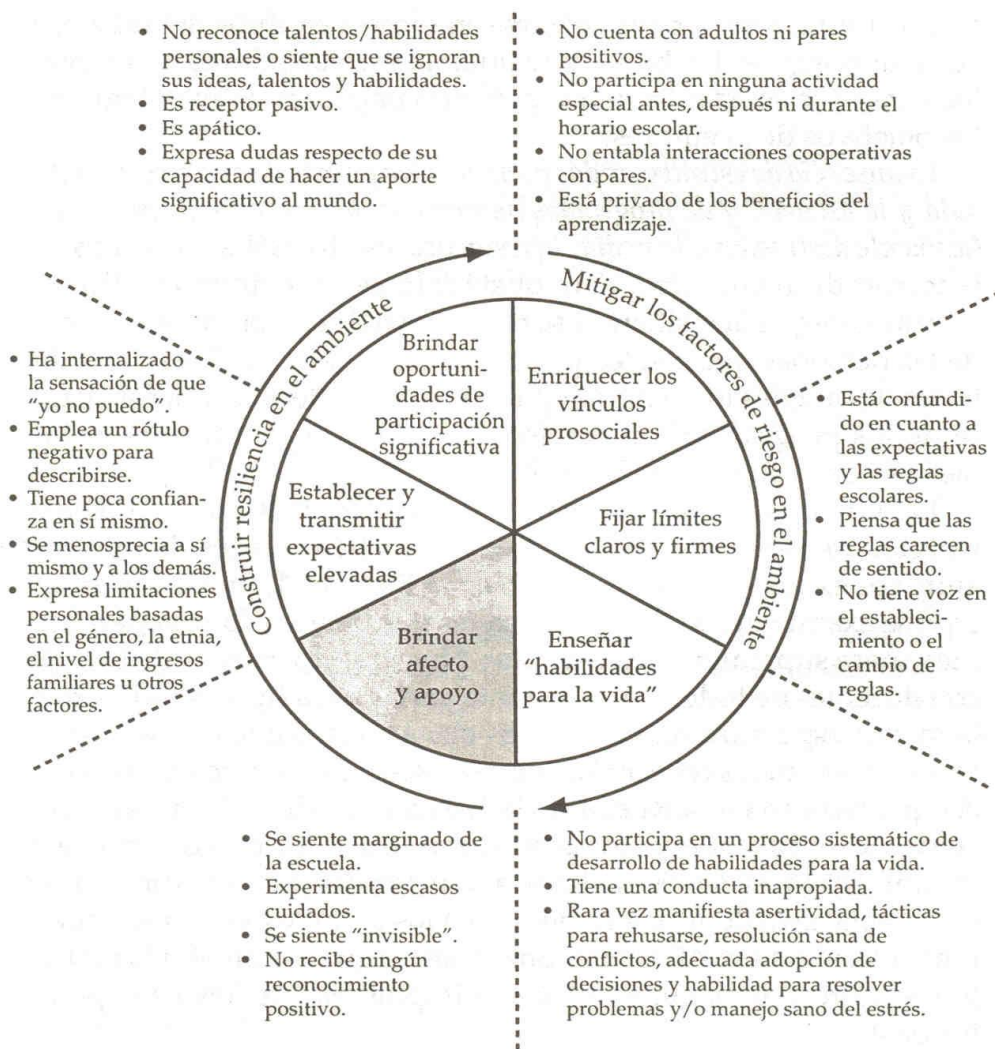 • No reconoce talentos/habilidades
personales o siente que se ignoran
sus ideas, talentos y habilidades.
• Es receptor pasivo.
• Es apático.
• Expresa dudas respecto de su
capacidad de hacer un aporte
significativo al mundo.
• No cuenta con adultos ni pares
positivos.
• No participa en ninguna actividad
especial antes, después ni durante el
horario escolar.
• No entabla interacciones cooperativas
con pares.
• Está privado de los beneficios del
aprendizaje.
Construir resiliencia en el ambiente
Mitigar los factores de riesgo en el ambiente
• Ha internalizado
la sensación de que
"yo no puedo".
• Emplea un rótulo
negativo para
describirse.
• Tiene poca confian-
za en sí mismo.
• Se menosprecia a sí
mismo y a los demás.
• Expresa limitaciones
personales basadas
en el género, la etnia,
el nivel de ingresos
familiares u otros
factores.
Brindar
oportuni-
dades de
participación
significativa
Enriquecer los
vínculos
prosociales
Establecer y
transmitir
expectativas
elevadas
Fijar límites
claros y firmes
Brindar
afecto
y apoyo
Enseñar
"habilidades
para la vida"
• Está confundi-
do en cuanto a
las expectativas
y las reglas
escolares.
• Piensa que las
reglas carecen
de sentido.
• No tiene voz en
el estableci-
miento o el
cambio de
reglas.
• Se siente marginado de
la escuela.
• Experimenta escasos
cuidados.
• Se siente "invisible".
• No recibe ningún
reconocimiento
positivo.
• No participa en un proceso sistemático de
desarrollo de habilidades para la vida.
• Tiene una conducta inapropiada.
• Rara vez manifiesta asertividad, tácticas
para rehusarse, resolución sana de
conflictos, adecuada adopción de
decisiones y habilidad para resolver
problemas y/o manejo sano del estrés.